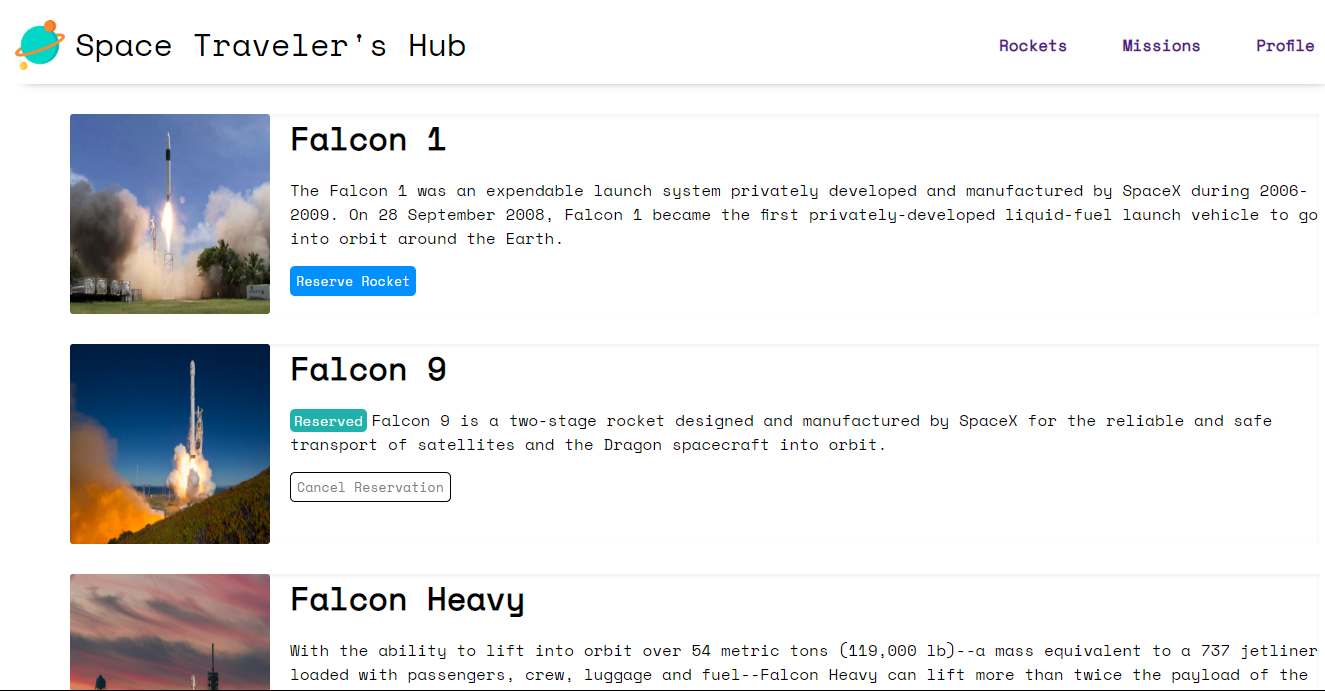 Space Traveler's Hub
Rockets Missions Profile
Falcon 1
The Falcon 1 was an expendable launch system privately developed and manufactured by SpaceX during 2006-
2009. On 28 September 2008, Falcon 1 became the first privately-developed liquid-fuel launch vehicle to go
into orbit around the Earth.
Reserve Rocket
Falcon 9
Reserved Falcon 9 is a two-stage rocket designed and manufactured by SpaceX for the reliable and safe
transport of satellites and the Dragon spacecraft into orbit.
Cancel Reservation
Falcon Heavy
With the ability to lift into orbit over 54 metric tons (119,000 lb)--a mass equivalent to a 737 jetliner
loaded with passengers, crew, luggage and fuel--Falcon Heavy can lift more than twice the payload of the